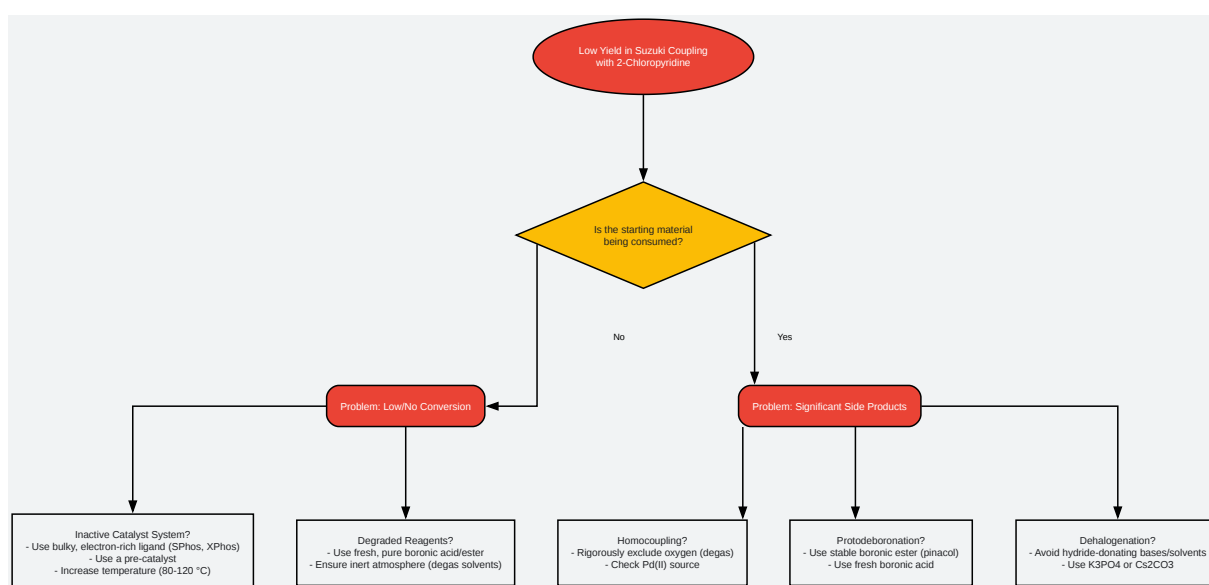 Low Yield in Suzuki Coupling
with 2-Chloropyridine
Is the starting material
being consumed?
No
Yes
Problem: Low/No Conversion
Problem: Significant Side Products
Inactive Catalyst System?
- Use bulky, electron-rich ligand (SPhos, XPhos)
- Use a pre-catalyst
- Increase temperature (80-120 °C)
Degraded Reagents?
- Use fresh, pure boronic acid/ester
- Ensure inert atmosphere (degas solvents)
Homocoupling?
- Rigorously exclude oxygen (degas)
- Check Pd(II) source
Protodeboronation?
- Use stable boronic ester (pinacol)
- Use fresh boronic acid
Dehalogenation?
- Avoid hydride-donating bases/solvents
- Use K3PO4 or Cs2CO3